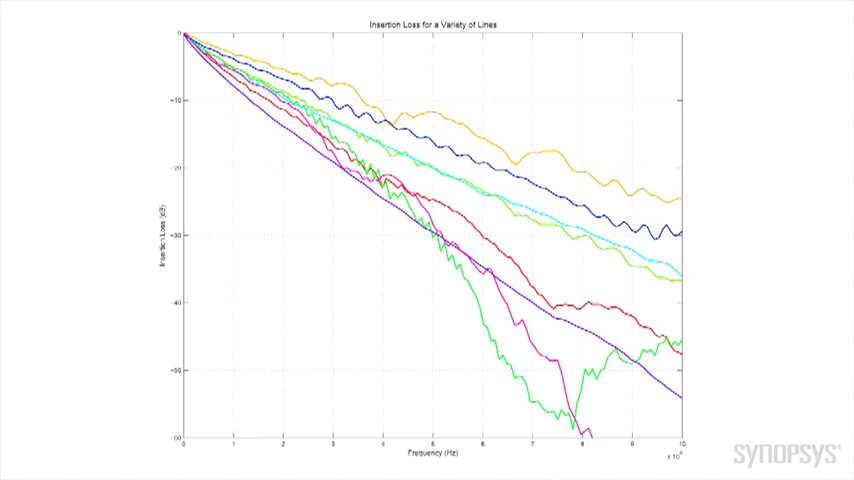 Insertion Loss for a Variety of Lines
0
-10
-20
-30
-40
-50
-60
Insertion Loss (dB)
0 1 2 3 4 5 6 7 8 9 10
Frequency (Hz)
x 10⁹
SYNOPSYS®